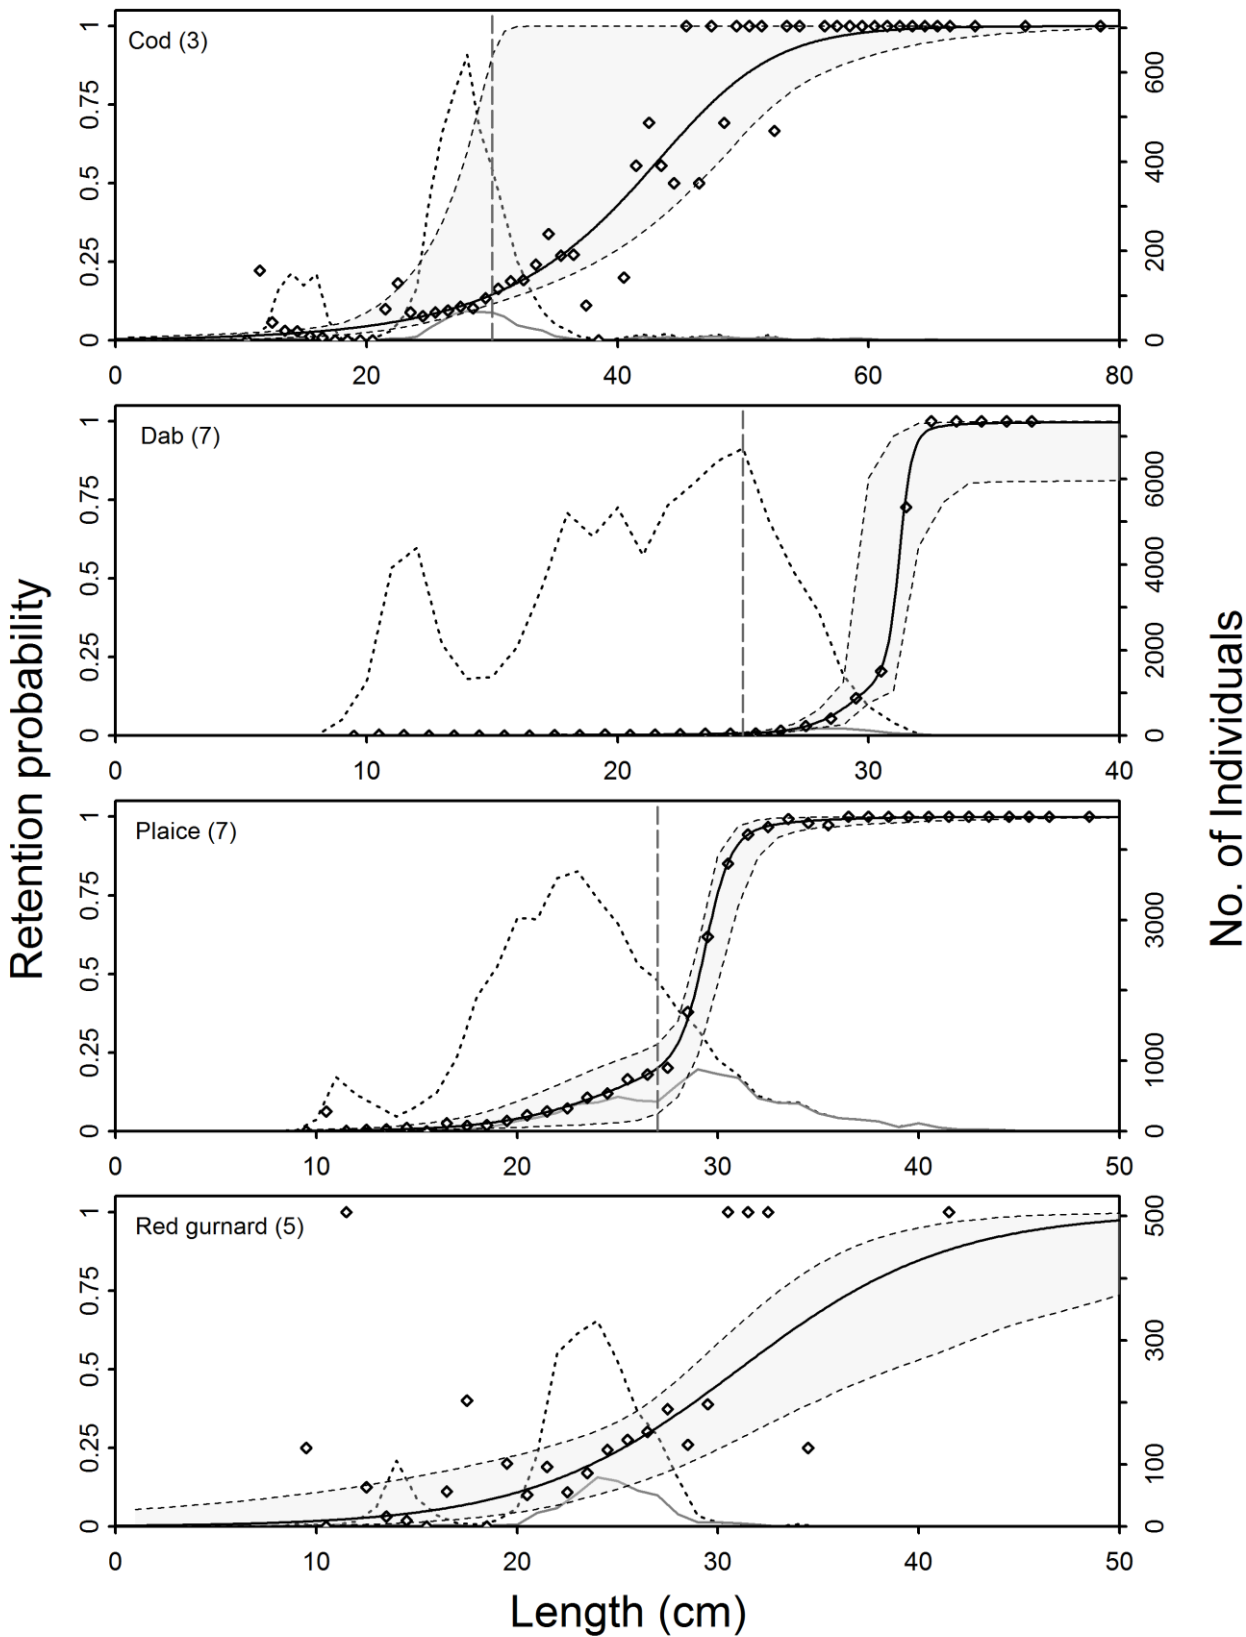 Retention probability
No. of Individuals
Cod (3)
0 0.25 0.5 0.75 1
0 200 400 600
0 20 40 60 80
Dab (7)
0 0.25 0.5 0.75 1
0 2000 4000 6000
0 10 20 30 40
Plaice (7)
0 0.25 0.5 0.75 1
0 1000 3000
0 10 20 30 40 50
Red gurnard (5)
0 0.25 0.5 0.75 1
0 100 300 500
0 10 20 30 40 50
Length (cm)